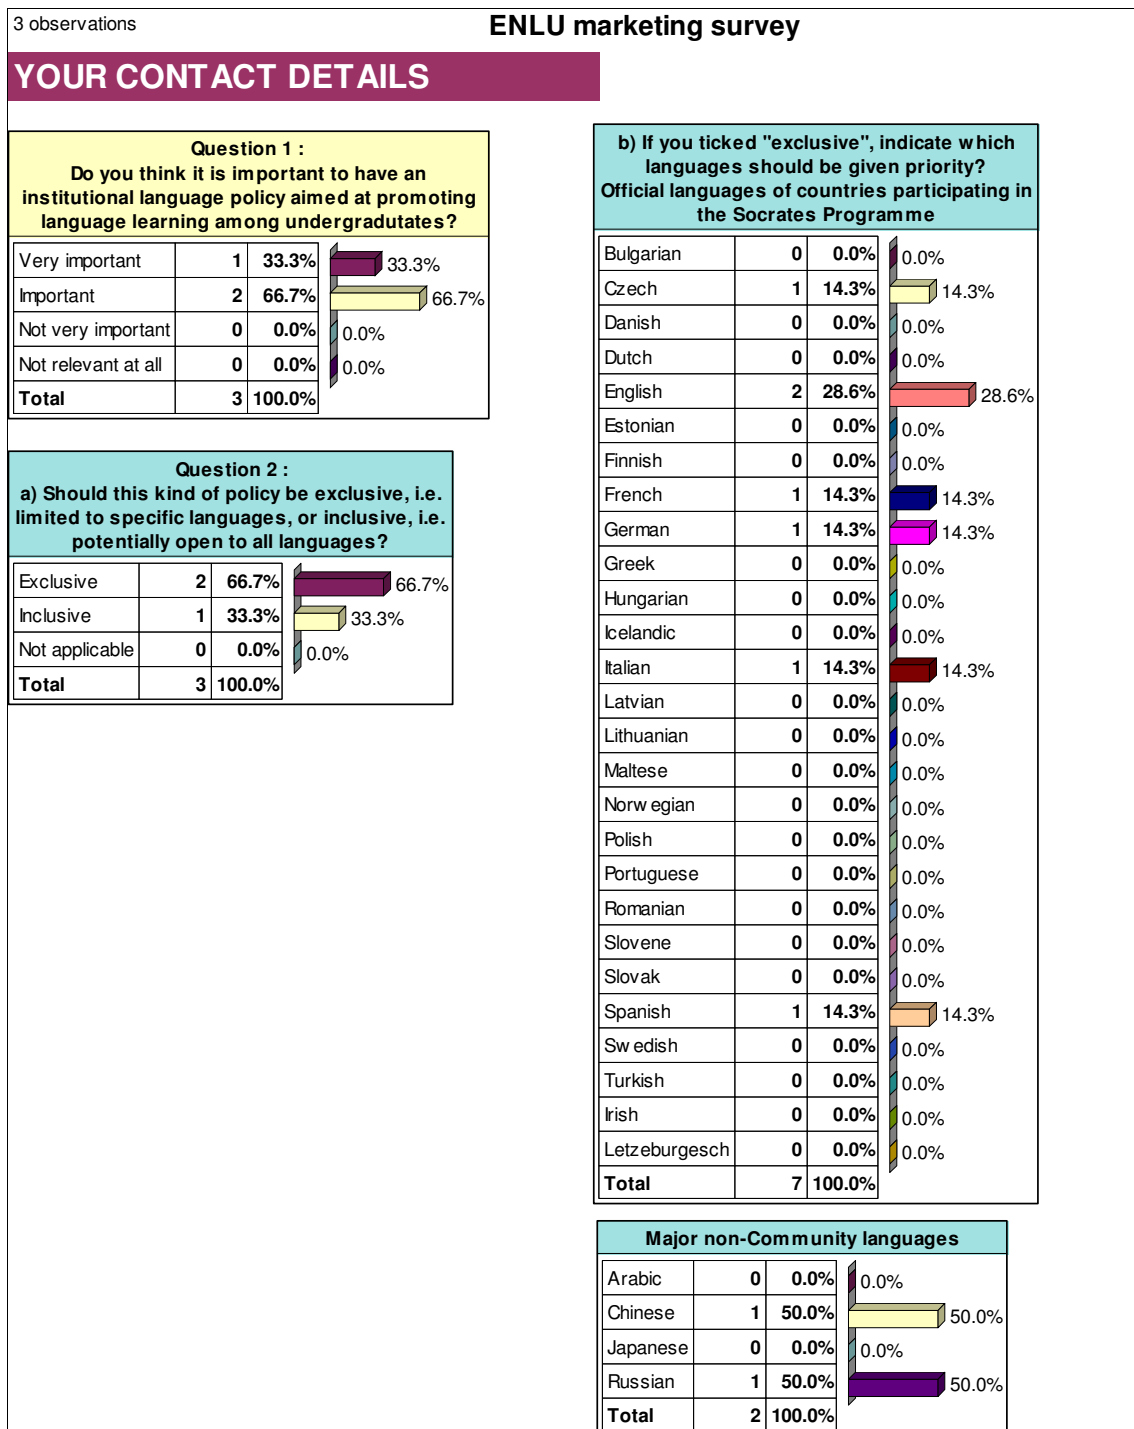 3 observations
ENLU marketing survey
YOUR CONTACT DETAILS
Question 1 :
Do you think it is important to have an
institutional language policy aimed at promoting
language learning among undergradutates?
Very important 1 33.3% 33.3%
Important 2 66.7% 66.7%
Not very important 0 0.0% 0.0%
Not relevant at all 0 0.0% 0.0%
Total 3 100.0%
Question 2 :
a) Should this kind of policy be exclusive, i.e.
limited to specific languages, or inclusive, i.e.
potentially open to all languages?
Exclusive 2 66.7% 66.7%
Inclusive 1 33.3% 33.3%
Not applicable 0 0.0% 0.0%
Total 3 100.0%
b) If you ticked "exclusive", indicate which
languages should be given priority?
Official languages of countries participating in
the Socrates Programme
Bulgarian 0 0.0% 0.0%
Czech 1 14.3% 14.3%
Danish 0 0.0% 0.0%
Dutch 0 0.0% 0.0%
English 2 28.6% 28.6%
Estonian 0 0.0% 0.0%
Finnish 0 0.0% 0.0%
French 1 14.3% 14.3%
German 1 14.3% 14.3%
Greek 0 0.0% 0.0%
Hungarian 0 0.0% 0.0%
Icelandic 0 0.0% 0.0%
Italian 1 14.3% 14.3%
Latvian 0 0.0% 0.0%
Lithuanian 0 0.0% 0.0%
Maltese 0 0.0% 0.0%
Norwegian 0 0.0% 0.0%
Polish 0 0.0% 0.0%
Portuguese 0 0.0% 0.0%
Romanian 0 0.0% 0.0%
Slovene 0 0.0% 0.0%
Slovak 0 0.0% 0.0%
Spanish 1 14.3% 14.3%
Swedish 0 0.0% 0.0%
Turkish 0 0.0% 0.0%
Irish 0 0.0% 0.0%
Letzeburgesch 0 0.0% 0.0%
Total 7 100.0%
Major non-Community languages
Arabic 0 0.0% 0.0%
Chinese 1 50.0% 50.0%
Japanese 0 0.0% 0.0%
Russian 1 50.0% 50.0%
Total 2 100.0%